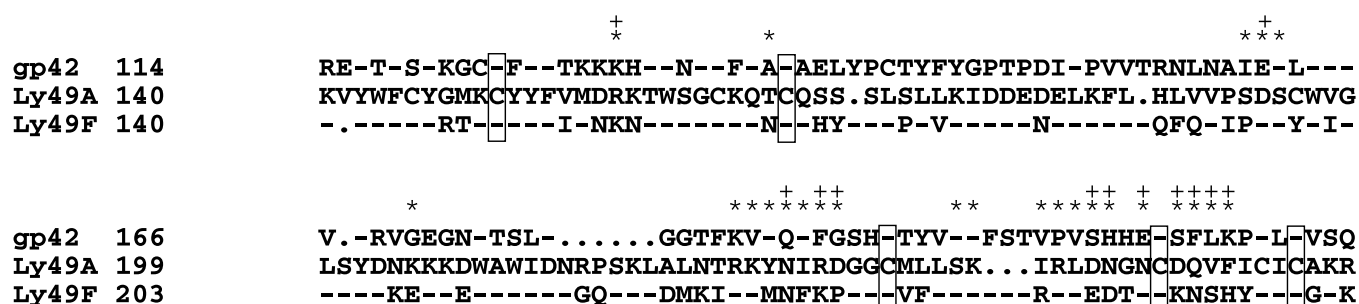 + +
* * ***
gp42 114 RE-T-S-KGC-F--TKKKH--N--F-A-AELYPCTYFYGPTPDI-PVVTRNLNAIE-L---
Ly49A 140 KVYWFCYGMKCYYFVMDRKTWSGCKQTCQSS.SLSLLKIDDEDELKFL.HLVVPSDSCWVG
Ly49F 140 -.-----RT-----I-NKN-------N--HY---P-V-----N------QFQ-IP--Y-I-
+ ++ ++ + ++++
* ******* ** ***** * ****
gp42 166 V.-RVGEGN-TSL-......GGTFKV-Q-FGSH-TYV--FSTVPVSHHE-SFLKP-L-VSQ
Ly49A 199 LSYDNKKKDWAWIDNRPSKLALNTRKYNIRDGGCMLLSK...IRLDNGNCDQVFICICAKR
Ly49F 203 ----KE--E------GQ---DMKI--MNFKP---VF------R--EDT--KNSHY---G-K